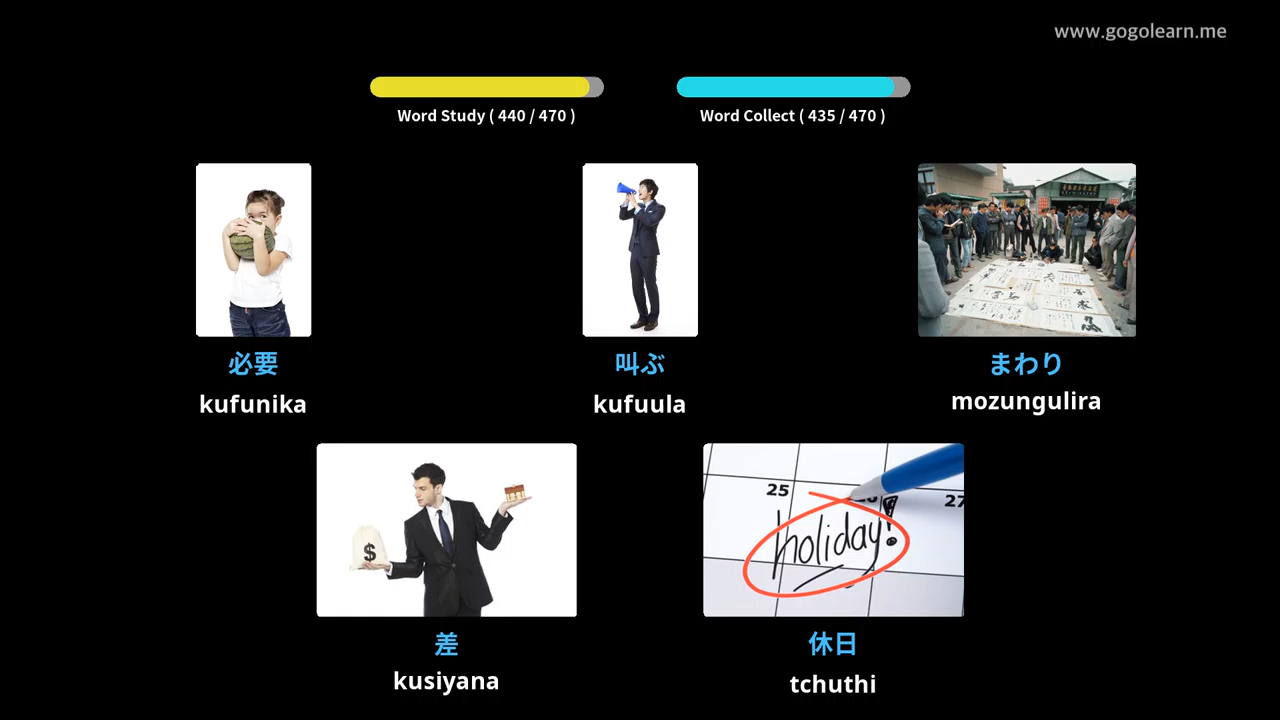 www.gogolearn.me
Word Study ( 440 / 470 )
Word Collect ( 435 / 470 )
必要
kufunika
叫ぶ
kufuula
まわり
mozungulira
25
27
holiday!
差
kusiyana
$
休日
tchuthi